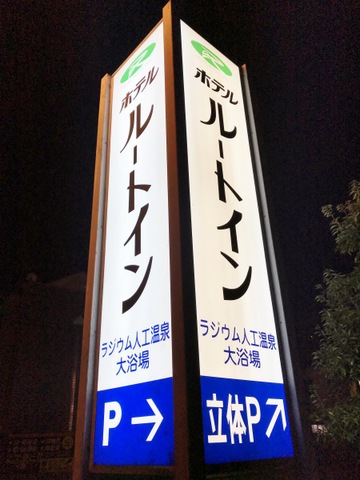 R
ホテル
ルートイン
ラジウム人工温泉
大浴場
P→
R
ホテル
ルートイン
ラジウム人工温泉
大浴場
立体P↗